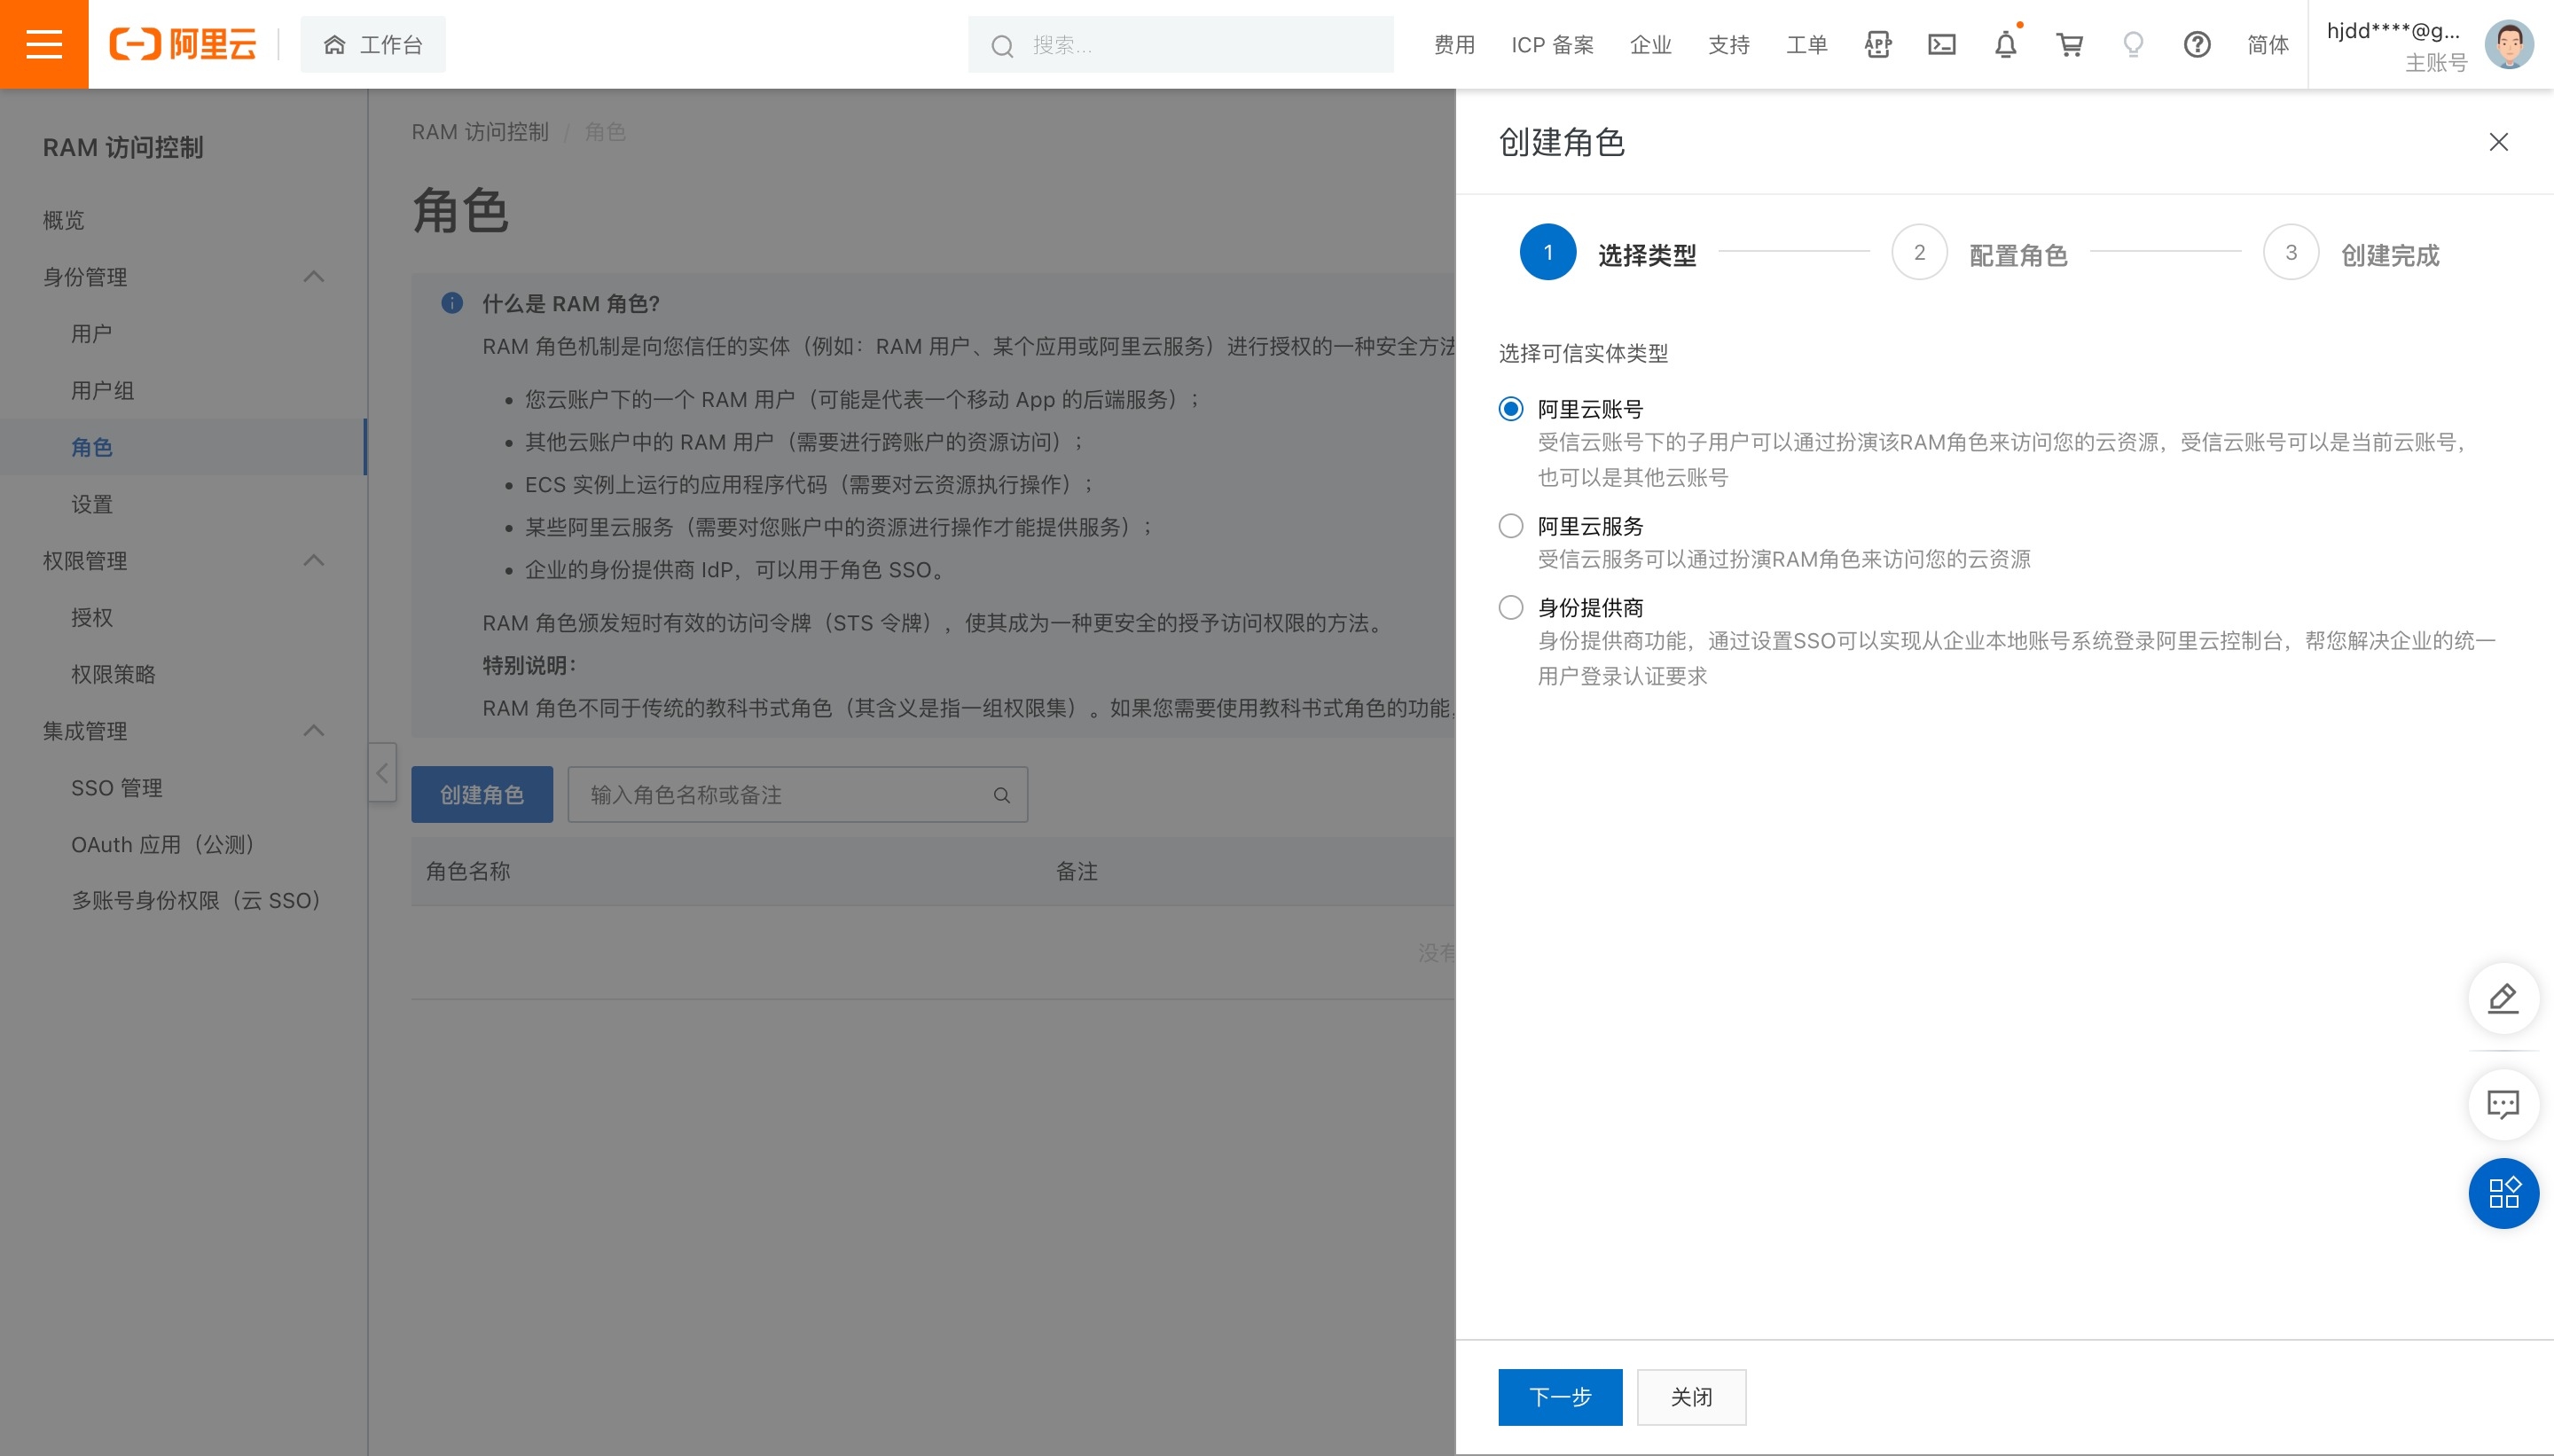 阿里云
工作台
搜索...
费用
ICP 备案
企业
支持
工单
APP
简体
hjdd****@g...
主账号
RAM 访问控制
概览
身份管理
用户
用户组
角色
设置
权限管理
授权
权限策略
集成管理
SSO 管理
OAuth 应用（公测）
多账号身份权限（云 SSO）
RAM 访问控制 / 角色
角色
什么是 RAM 角色?
RAM 角色机制是向您信任的实体（例如：RAM 用户、某个应用或阿里云服务）进行授权的一种安全方法
您云账户下的一个 RAM 用户（可能是代表一个移动 App 的后端服务）；
其他云账户中的 RAM 用户（需要进行跨账户的资源访问）；
ECS 实例上运行的应用程序代码（需要对云资源执行操作）；
某些阿里云服务（需要对您账户中的资源进行操作才能提供服务）；
企业的身份提供商 IdP，可以用于角色 SSO。
RAM 角色颁发短时有效的访问令牌（STS 令牌），使其成为一种更安全的授予访问权限的方法。
特别说明：
RAM 角色不同于传统的教科书式角色（其含义是指一组权限集）。如果您需要使用教科书式角色的功能，
创建角色
输入角色名称或备注
角色名称
备注
没有
创建角色
1 选择类型
2 配置角色
3 创建完成
选择可信实体类型
阿里云账号
受信云账号下的子用户可以通过扮演该RAM角色来访问您的云资源，受信云账号可以是当前云账号，
也可以是其他云账号
阿里云服务
受信云服务可以通过扮演RAM角色来访问您的云资源
身份提供商
身份提供商功能，通过设置SSO可以实现从企业本地账号系统登录阿里云控制台，帮您解决企业的统一
用户登录认证要求
下一步
关闭